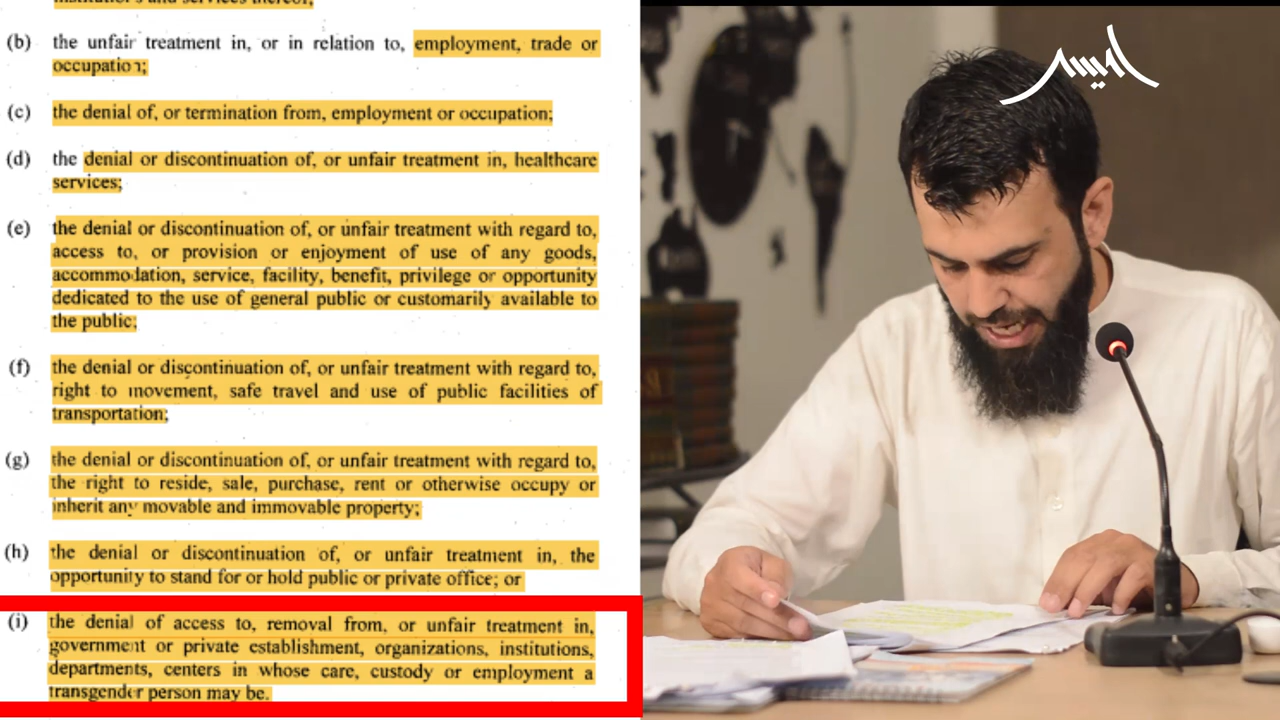 institutions and services thereof;
(b) the unfair treatment in, or in relation to, employment, trade or
occupation;
(c) the denial of, or termination from, employment or occupation;
(d) the denial or discontinuation of, or unfair treatment in, healthcare
services;
(e) the denial or discontinuation of, or unfair treatment with regard to,
access to, or provision or enjoyment of use of any goods,
accommodation, service, facility, benefit, privilege or opportunity
dedicated to the use of general public or customarily available to
the public;
(f) the denial or discontinuation of, or unfair treatment with regard to,
right to movement, safe travel and use of public facilities of
transportation;
(g) the denial or discontinuation of, or unfair treatment with regard to,
the right to reside, sale, purchase, rent or otherwise occupy or
inherit any movable and immovable property;
(h) the denial or discontinuation of, or unfair treatment in, the
opportunity to stand for or hold public or private office; or
(i) the denial of access to, removal from, or unfair treatment in,
government or private establishment, organizations, institutions,
departments, centers in whose care, custody or employment a
transgender person may be.